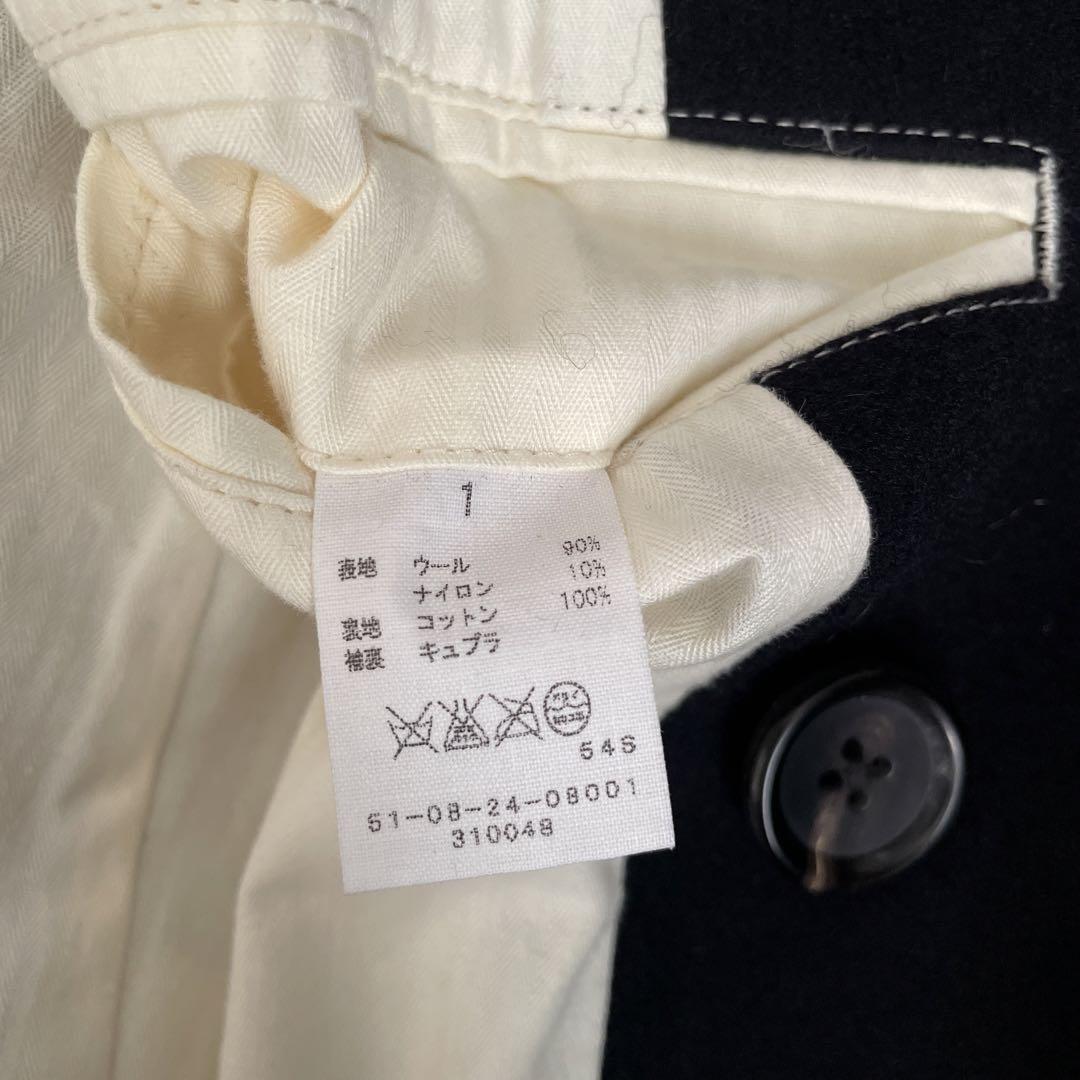 1
表地 ウール 90%
ナイロン 10%
裏地 コットン 100%
袖裏 キュプラ
54S
51-08-24-08001
310048